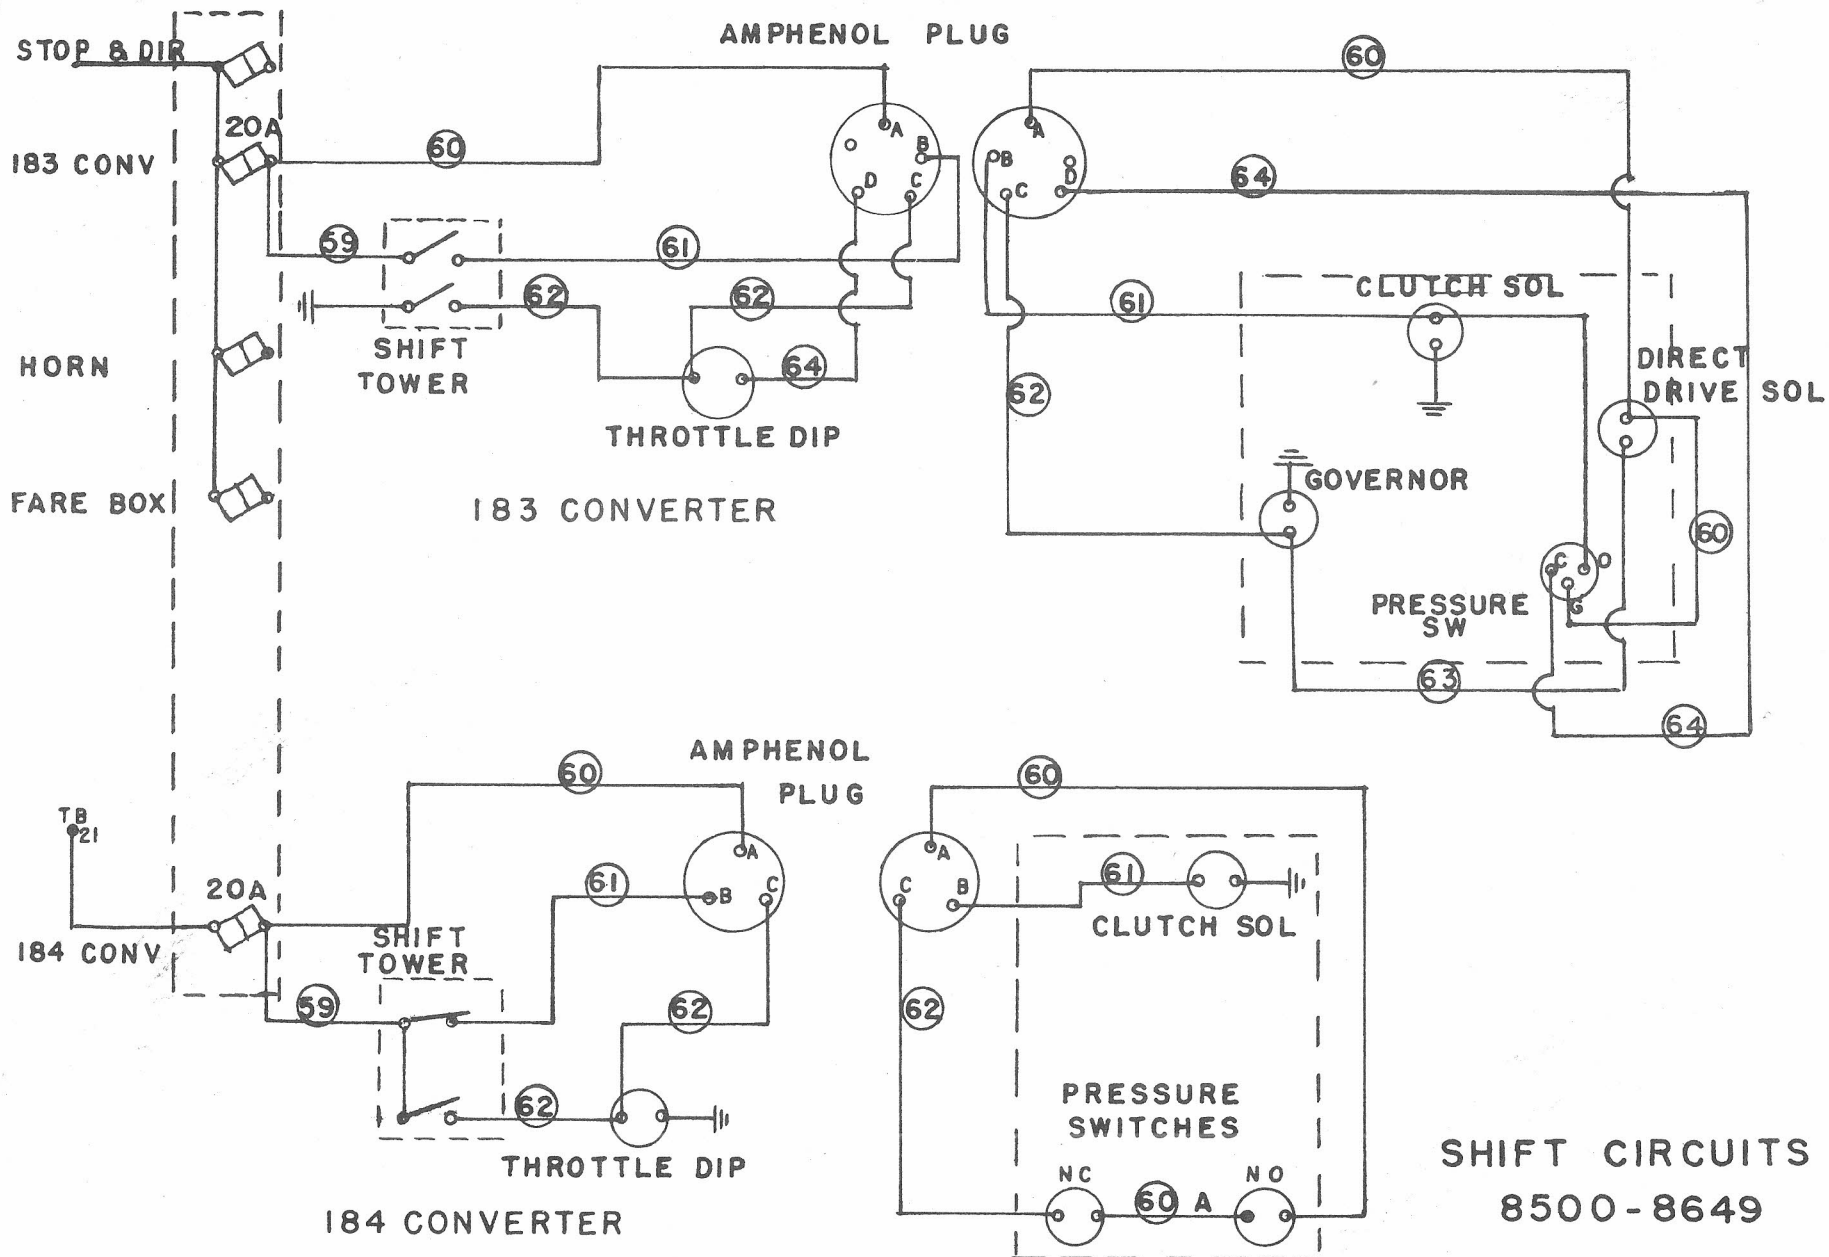 AMPHENOL PLUG
STOP & DIR
60
20A
183 CONV
60
A
B
D
C
A
B
C
D
64
59
61
62
62
61
CLUTCH SOL
SHIFT
TOWER
HORN
64
62
DIRECT
DRIVE SOL
THROTTLE DIP
GOVERNOR
FARE BOX
183 CONVERTER
60
C
O
G
PRESSURE
SW
63
64
AMPHENOL
PLUG
60
60
TB
21
A
B
C
A
C
B
61
61
20A
CLUTCH SOL
184 CONV
SHIFT
TOWER
59
62
62
62
PRESSURE
SWITCHES
THROTTLE DIP
NC
NO
60 A
184 CONVERTER
SHIFT CIRCUITS
8500-8649